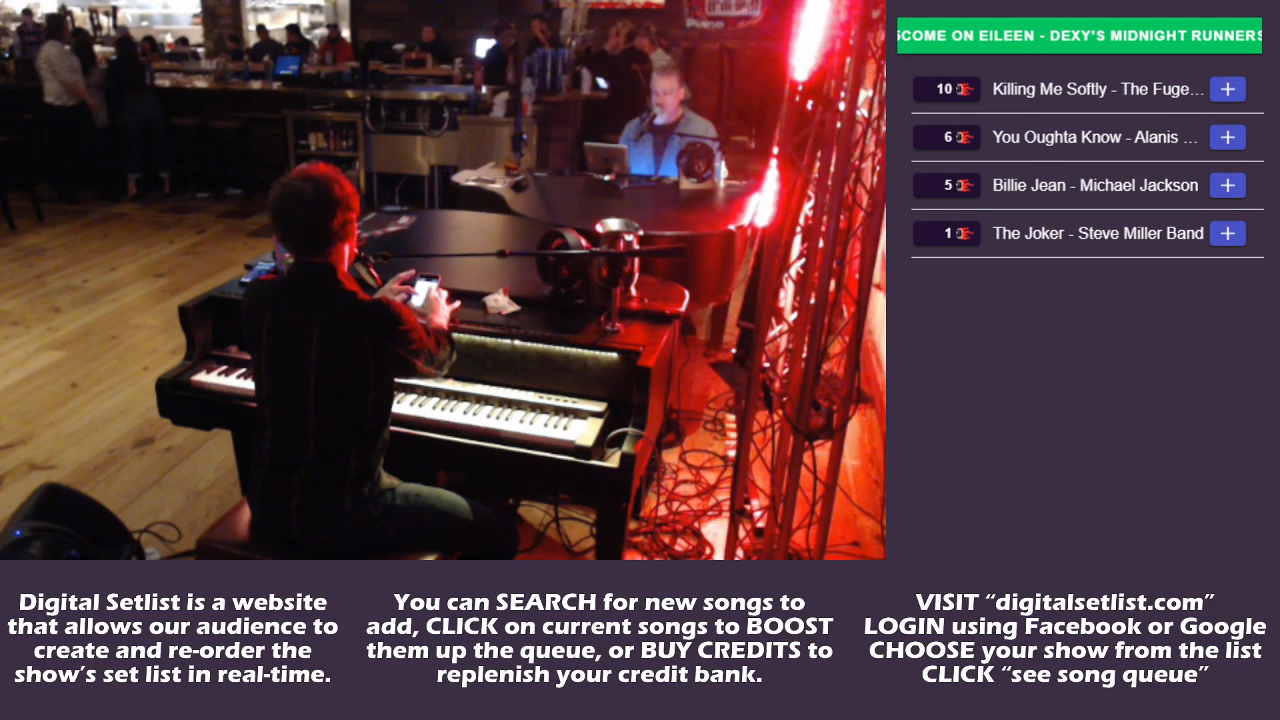 Piano
COME ON EILEEN - DEXY'S MIDNIGHT RUNNERS
10 Killing Me Softly - The Fuge...
6 You Oughta Know - Alanis ...
5 Billie Jean - Michael Jackson
1 The Joker - Steve Miller Band
Digital Setlist is a website
that allows our audience to
create and re-order the
show's set list in real-time.
You can SEARCH for new songs to
add, CLICK on current songs to BOOST
them up the queue, or BUY CREDITS to
replenish your credit bank.
VISIT “digitalsetlist.com”
LOGIN using Facebook or Google
CHOOSE your show from the list
CLICK “see song queue”